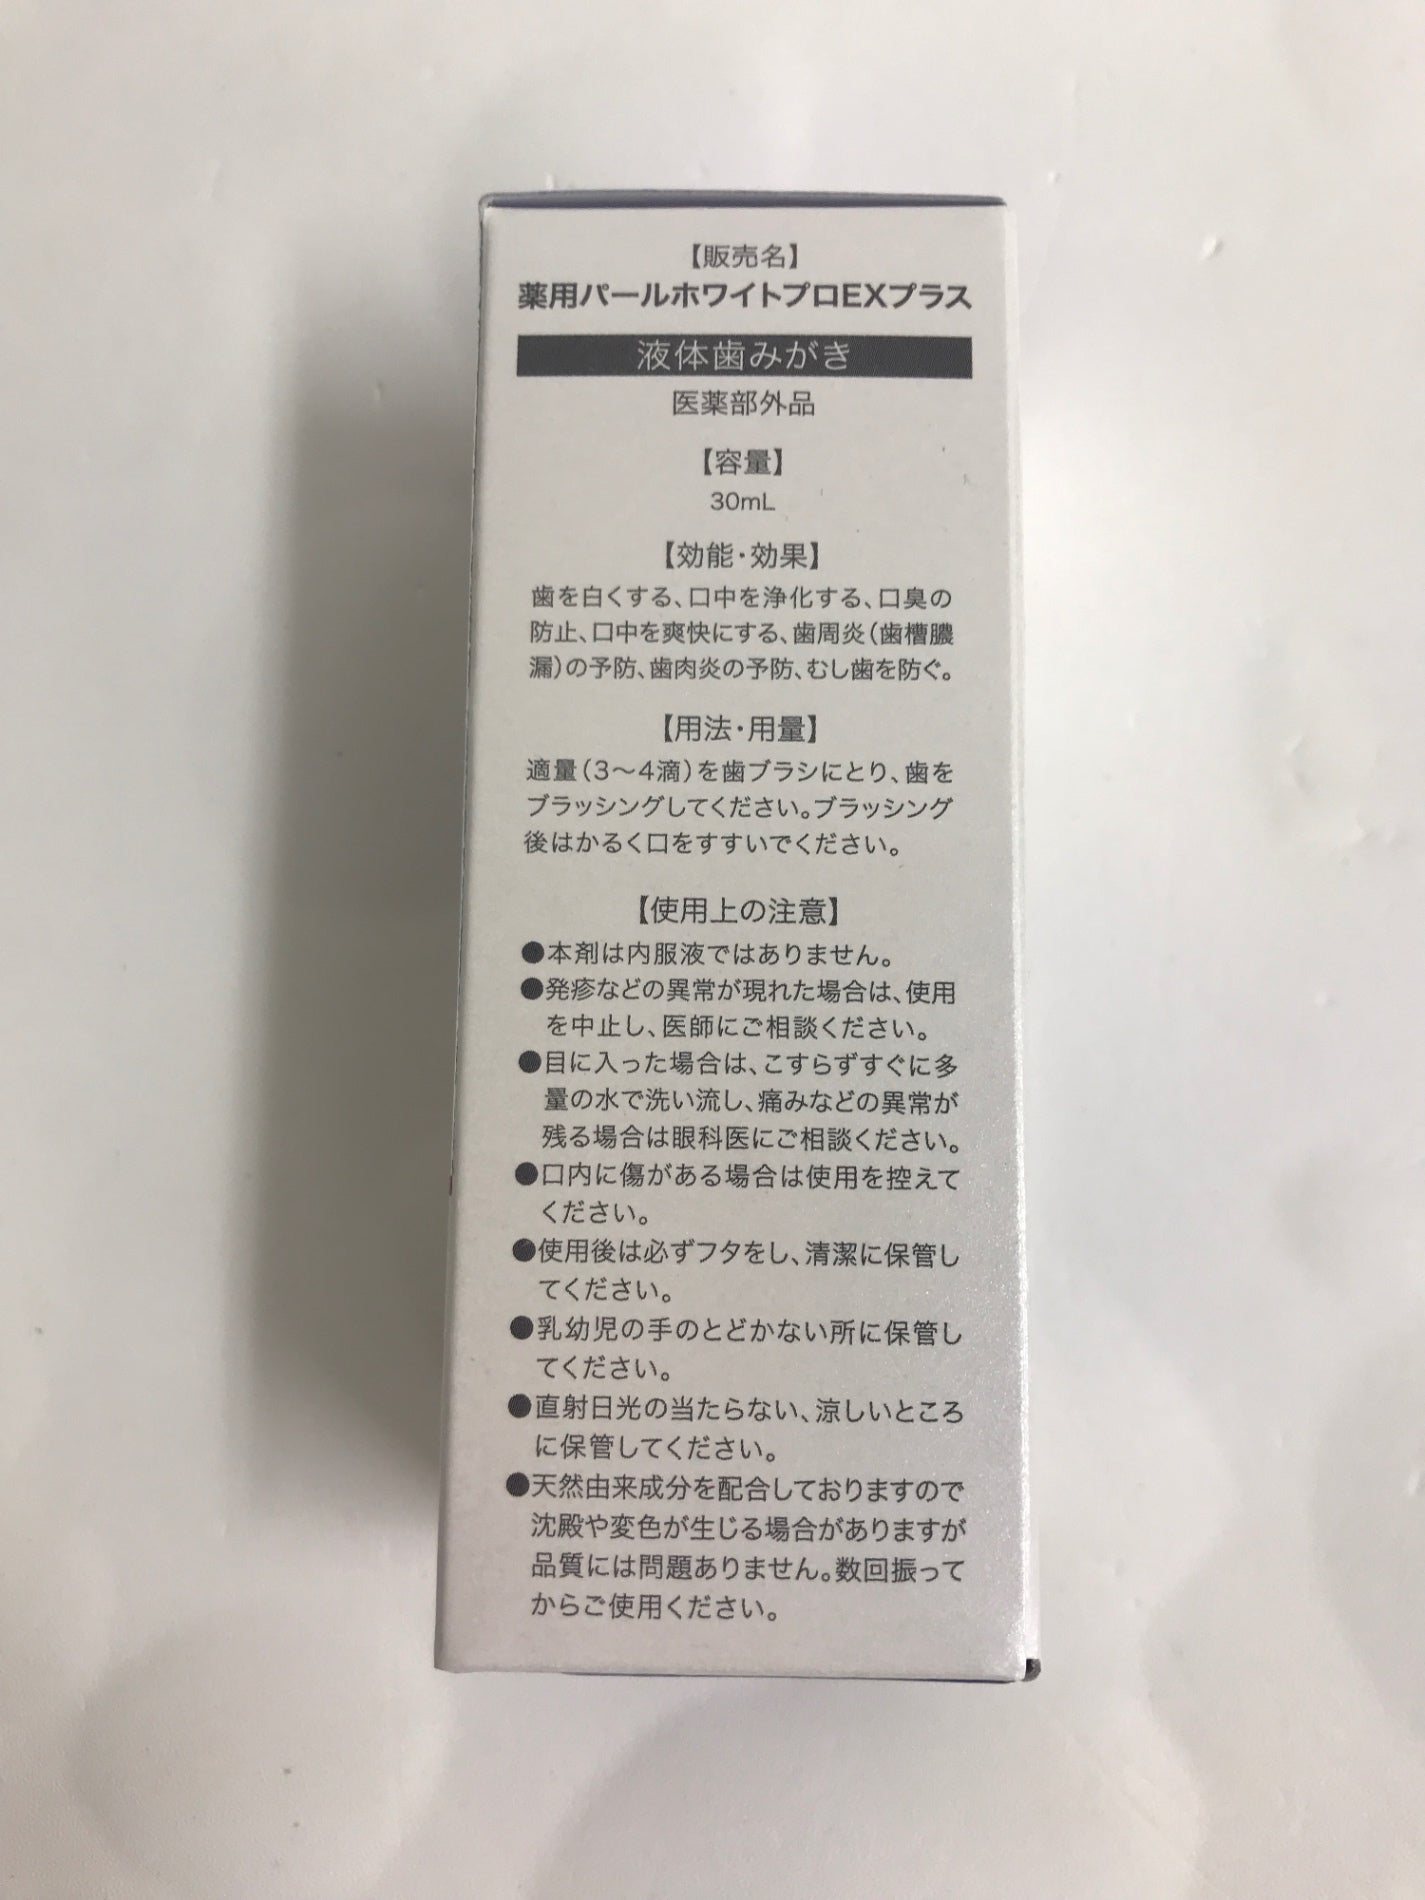 【販売名】
薬用パールホワイトプロEXプラス
液体歯みがき
医薬部外品
【容量】
30mL
【効能・効果】
歯を白くする、口中を浄化する、口臭の
防止、口中を爽快にする、歯周炎(歯槽膿
漏)の予防、歯肉炎の予防、むし歯を防ぐ。
【用法・用量】
適量(3〜4滴)を歯ブラシにとり、歯を
ブラッシングしてください。ブラッシング
後はかるく口をすすいでください。
【使用上の注意】
●本剤は内服液ではありません。
●発疹などの異常が現れた場合は、使用
を中止し、医師にご相談ください。
●目に入った場合は、こすらずすぐに多
量の水で洗い流し、痛みなどの異常が
残る場合は眼科医にご相談ください。
●口内に傷がある場合は使用を控えて
ください。
●使用後は必ずフタをし、清潔に保管し
てください。
●乳幼児の手のとどかない所に保管し
てください。
●直射日光の当たらない、涼しいところ
に保管してください。
●天然由来成分を配合しておりますので
沈殿や変色が生じる場合がありますが
品質には問題ありません。数回振って
からご使用ください。